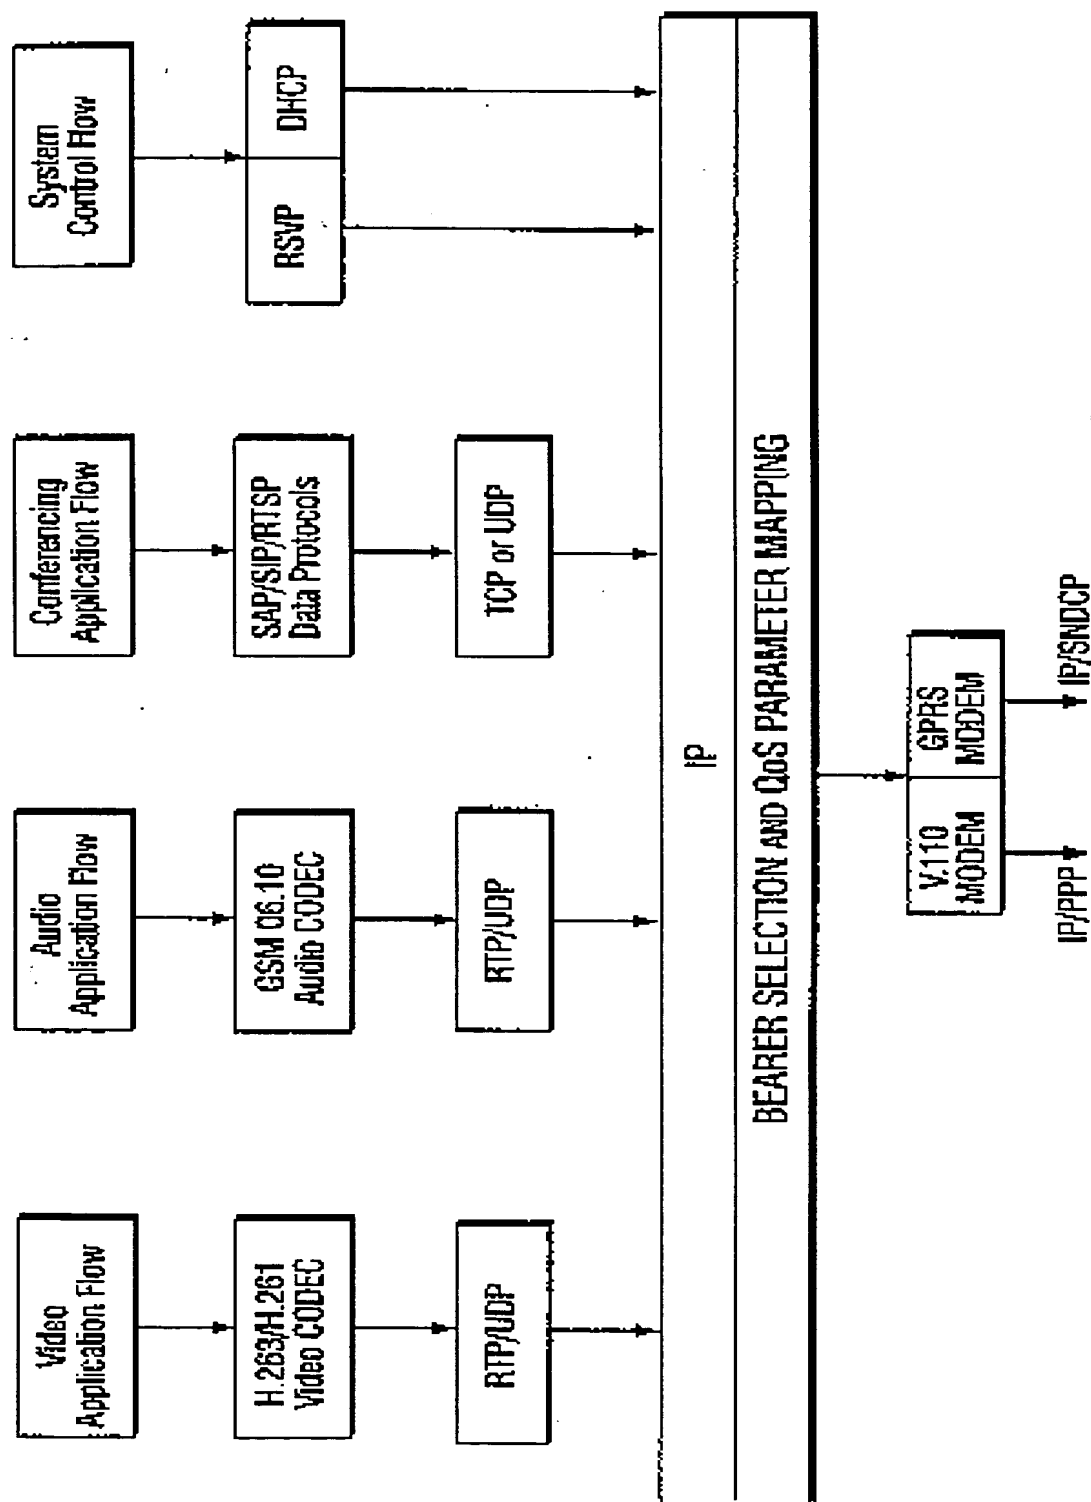 Video
Application Flow
Audio
Application Flow
Conferencing
Application Flow
System
Control Flow
H.263/H.261
Video CODEC
GSM 06.10
Audio CODEC
SAP/SIP/RTSP
Data Protocols
RSVP
DHCP
RTP/UDP
RTP/UDP
TCP or UDP
IP
BEARER SELECTION AND QoS PARAMETER MAPPING
V.110
MODEM
GPRS
MODEM
IP/PPP
IP/SNDCP